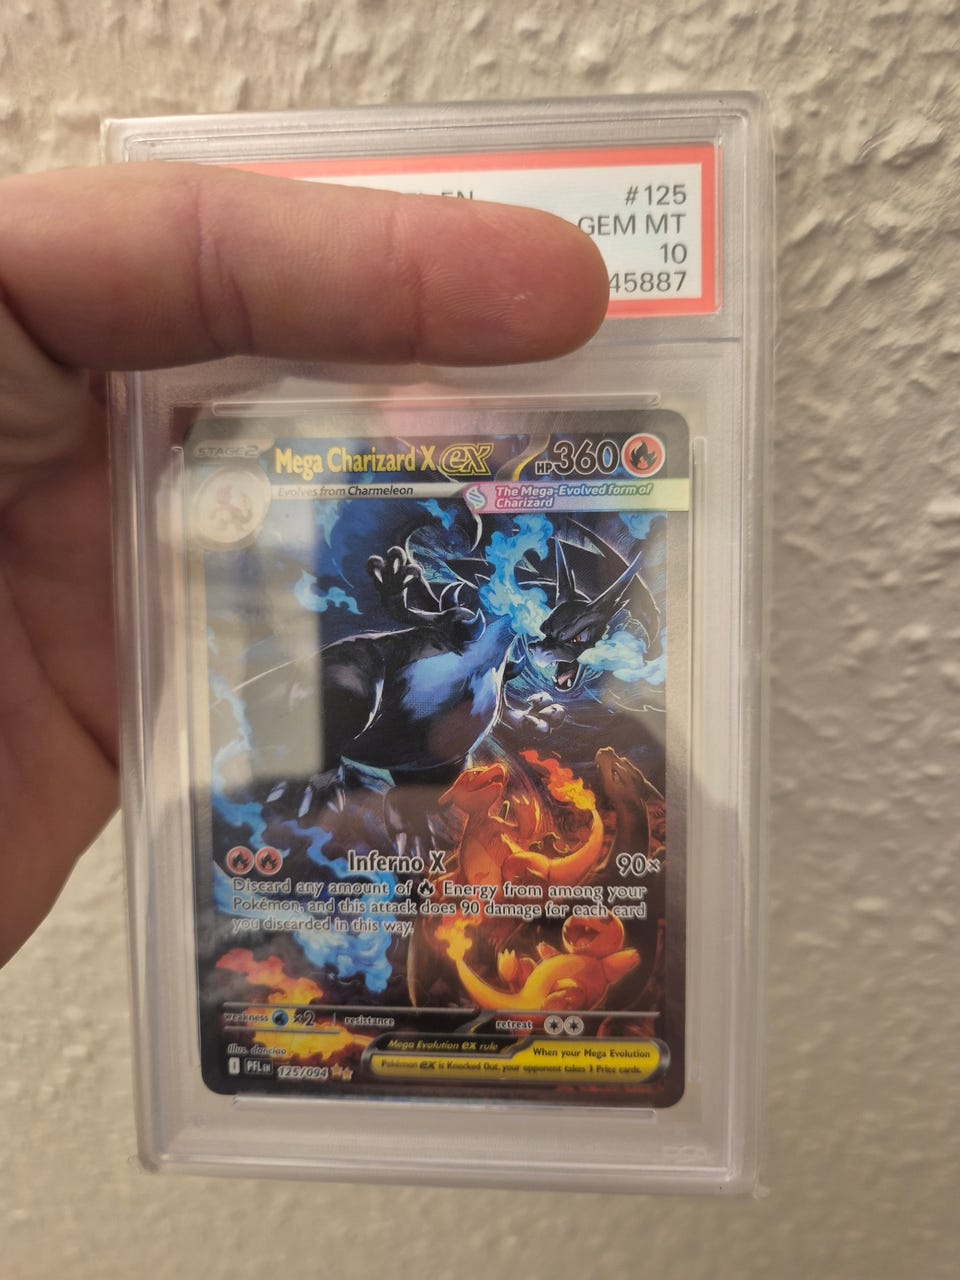 #125
GEM MT
10
45887
STAGE 2
Mega Charizard X ex
HP 360
Evolves from Charmeleon
The Mega-Evolved form of
Charizard
Inferno X 90×
Discard any amount of Energy from among your
Pokémon, and this attack does 90 damage for each card
you discarded in this way.
weakness ×2 resistance retreat
Illus. danciao
I PFL EN 125/094
Mega Evolution ex rule
When your Mega Evolution
Pokémon ex is Knocked Out, your opponent takes 3 Prize cards.